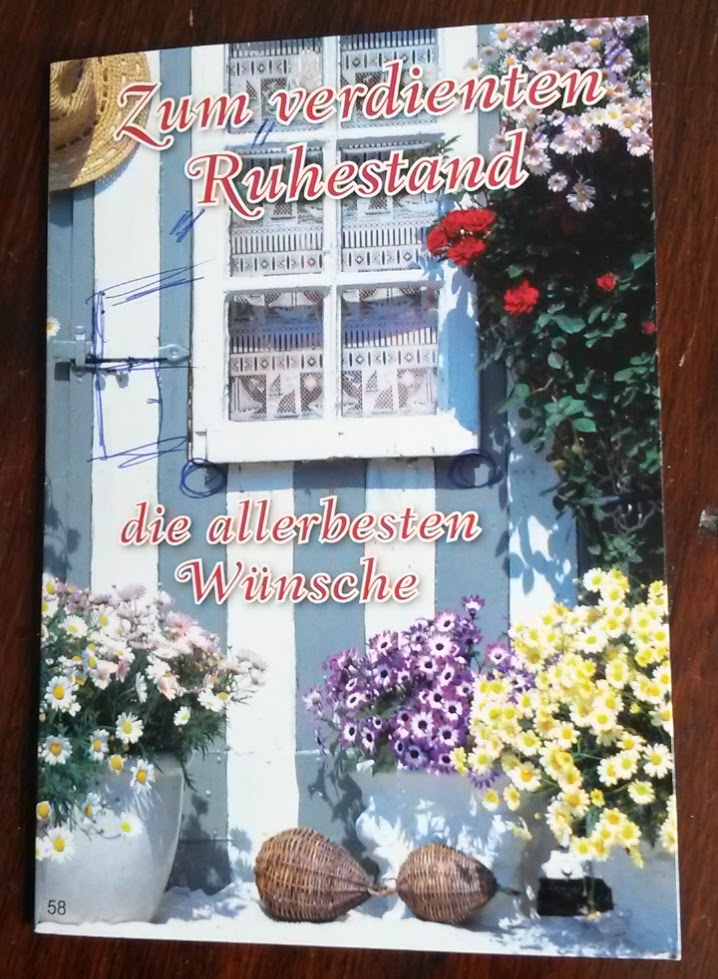 Zum verdienten
Ruhestand
die allerbesten
Wünsche
58